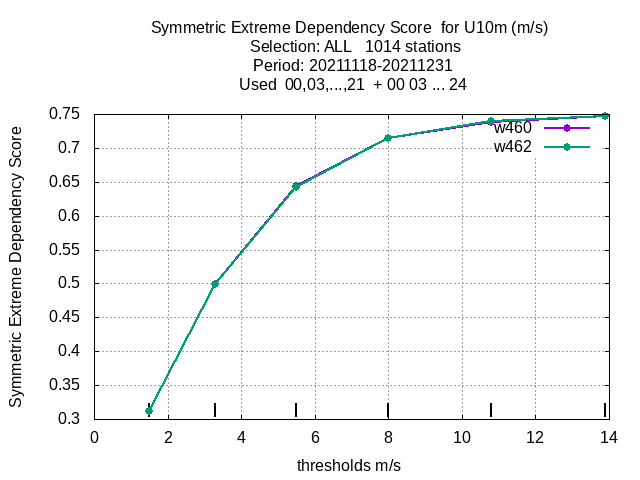 Symmetric Extreme Dependency Score  for U10m (m/s)
Selection: ALL   1014 stations
Period: 20211118-20211231
Used  00,03,...,21  + 00 03 ... 24
Symmetric Extreme Dependency Score
0.75
0.7
0.65
0.6
0.55
0.5
0.45
0.4
0.35
0.3
w460
w462
0 2 4 6 8 10 12 14
thresholds m/s